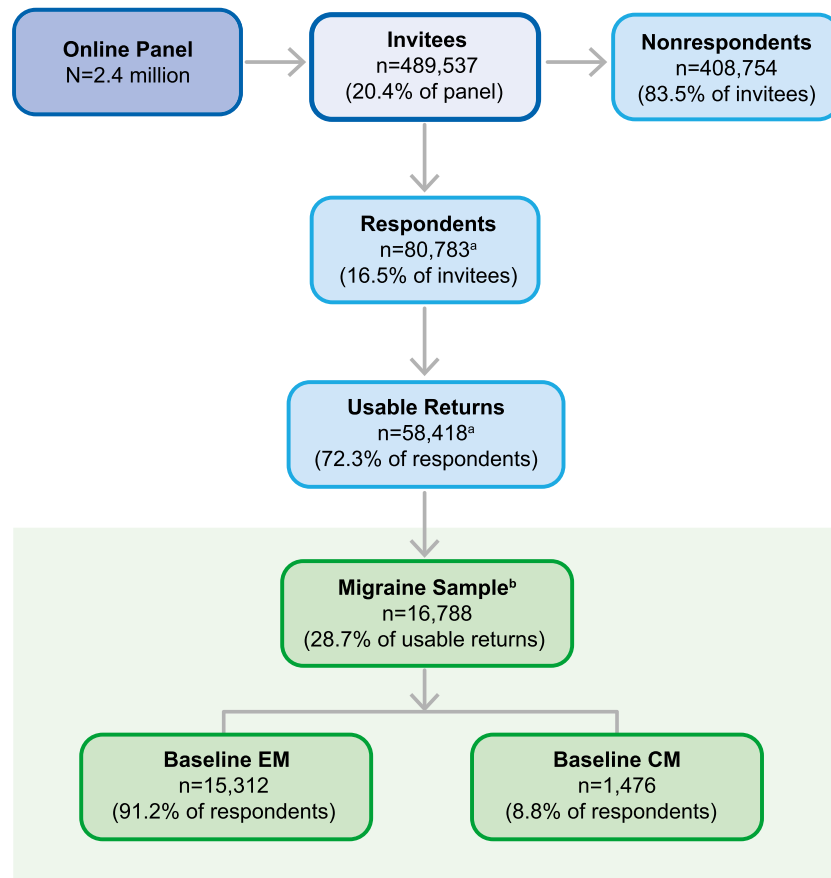 Online Panel
N=2.4 million
Invitees
n=489,537
(20.4% of panel)
Nonrespondents
n=408,754
(83.5% of invitees)
Respondents
n=80,783ᵃ
(16.5% of invitees)
Usable Returns
n=58,418ᵃ
(72.3% of respondents)
Migraine Sampleᵇ
n=16,788
(28.7% of usable returns)
Baseline EM
n=15,312
(91.2% of respondents)
Baseline CM
n=1,476
(8.8% of respondents)